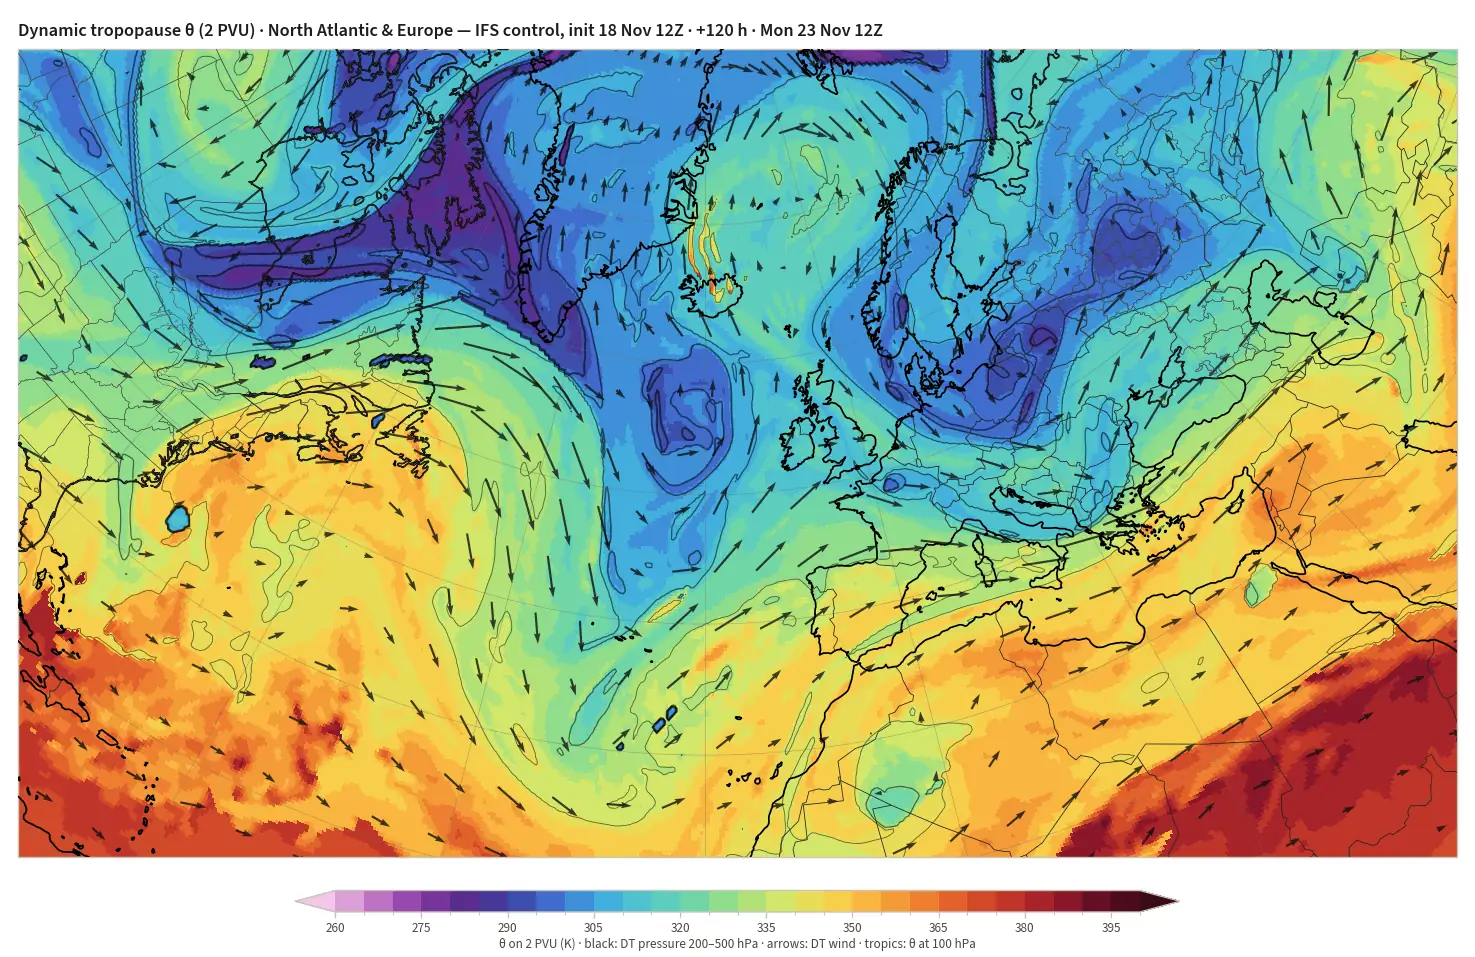 Dynamic tropopause θ (2 PVU) · North Atlantic & Europe — IFS control, init 18 Nov 12Z · +120 h · Mon 23 Nov 12Z
260 275 290 305 320 335 350 365 380 395
θ on 2 PVU (K) · black: DT pressure 200–500 hPa · arrows: DT wind · tropics: θ at 100 hPa